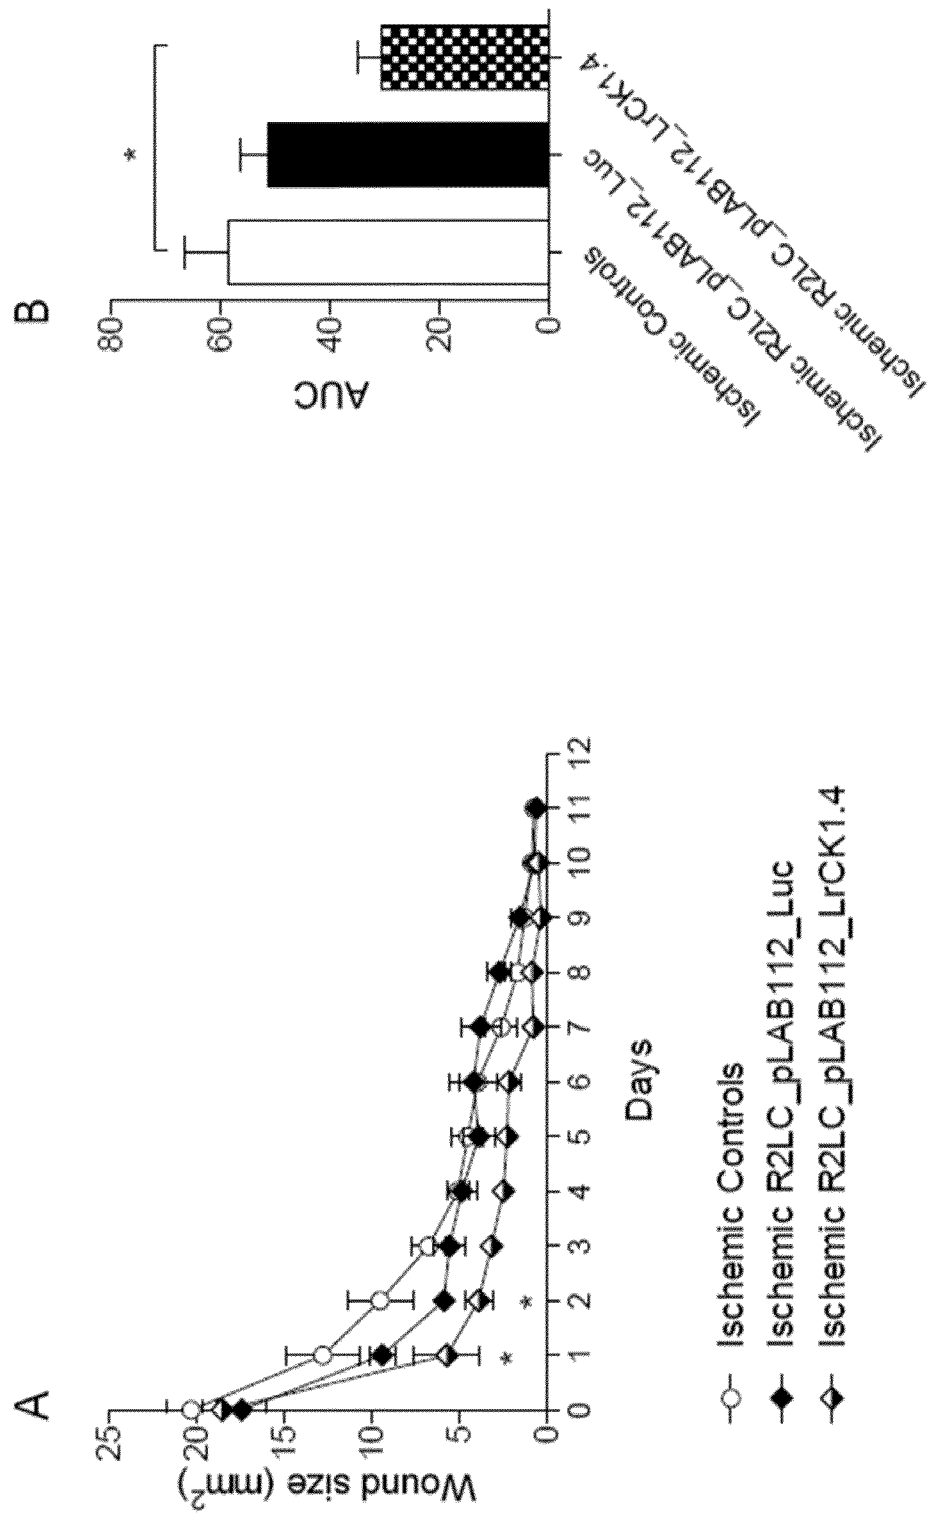 A
Wound size (mm²)
25
20
15
10
5
0
0 1 2 3 4 5 6 7 8 9 10 11 12
* *
Days
Ischemic Controls
Ischemic R2LC_pLAB112_Luc
Ischemic R2LC_pLAB112_LrCK1.4
B
AUC
80
60
40
20
0
*
Ischemic Controls
Ischemic R2LC_pLAB112_Luc
Ischemic R2LC_pLAB112_LrCK1.4